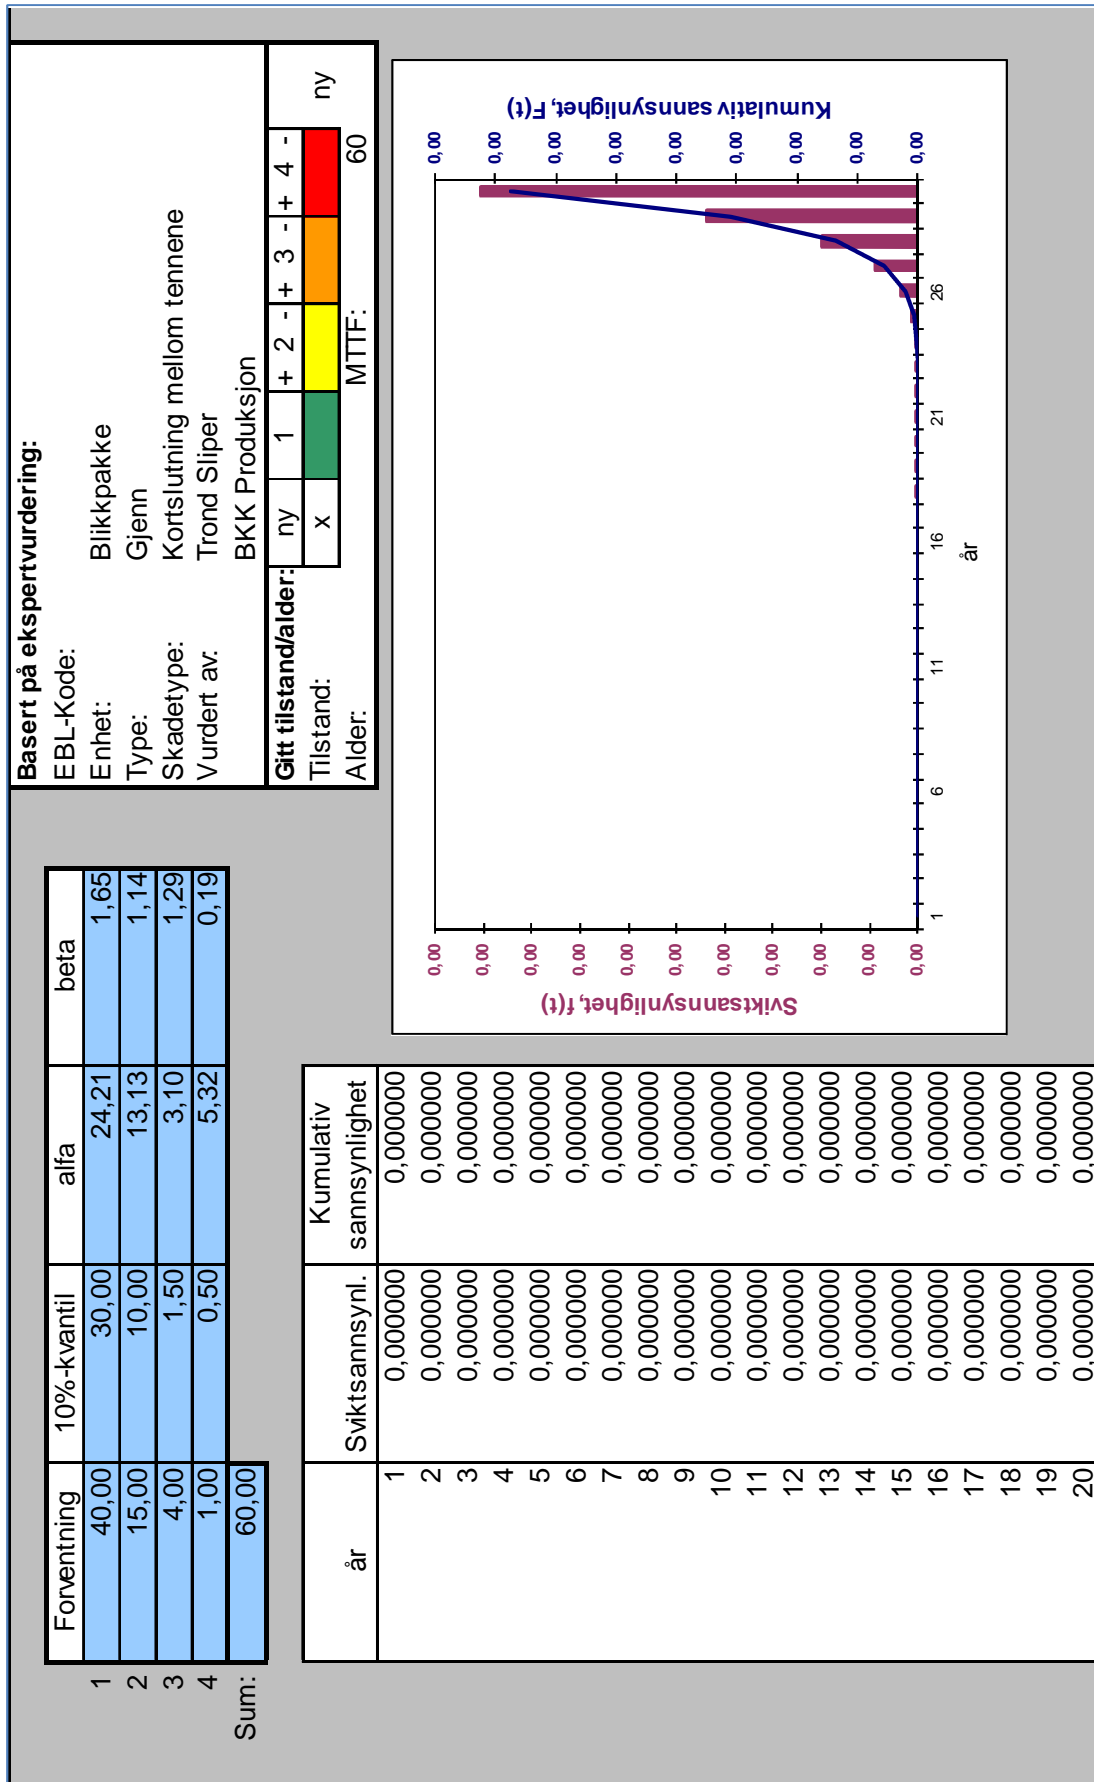 Forventning 10%-kvantil alfa beta
1 40,00 30,00 24,21 1,65
2 15,00 10,00 13,13 1,14
3 4,00 1,50 3,10 1,29
4 1,00 0,50 5,32 0,19
Sum: 60,00
Basert på ekspertvurdering:
EBL-Kode:
Enhet: Blikkpakke
Type: Gjenn
Skadetype: Kortslutning mellom tennene
Vurdert av: Trond Sliper
BKK Produksjon
Gitt tilstand/alder: ny 1 + 2 - + 3 - + 4 -
Tilstand: x ny
Alder: MTTF: 60
år Sviktsannsynl. Kumulativ
sannsynlighet
1 0,000000 0,000000
2 0,000000 0,000000
3 0,000000 0,000000
4 0,000000 0,000000
5 0,000000 0,000000
6 0,000000 0,000000
7 0,000000 0,000000
8 0,000000 0,000000
9 0,000000 0,000000
10 0,000000 0,000000
11 0,000000 0,000000
12 0,000000 0,000000
13 0,000000 0,000000
14 0,000000 0,000000
15 0,000000 0,000000
16 0,000000 0,000000
17 0,000000 0,000000
18 0,000000 0,000000
19 0,000000 0,000000
20 0,000000 0,000000
Sviktsannsynlighet, f(t)
0,00
0,00
0,00
0,00
0,00
0,00
0,00
0,00
0,00
0,00
0,00
1 6 11 16 21 26
år
0,00
0,00
0,00
0,00
0,00
0,00
0,00
0,00
0,00
Kumulativ sannsynlighet, F(t)